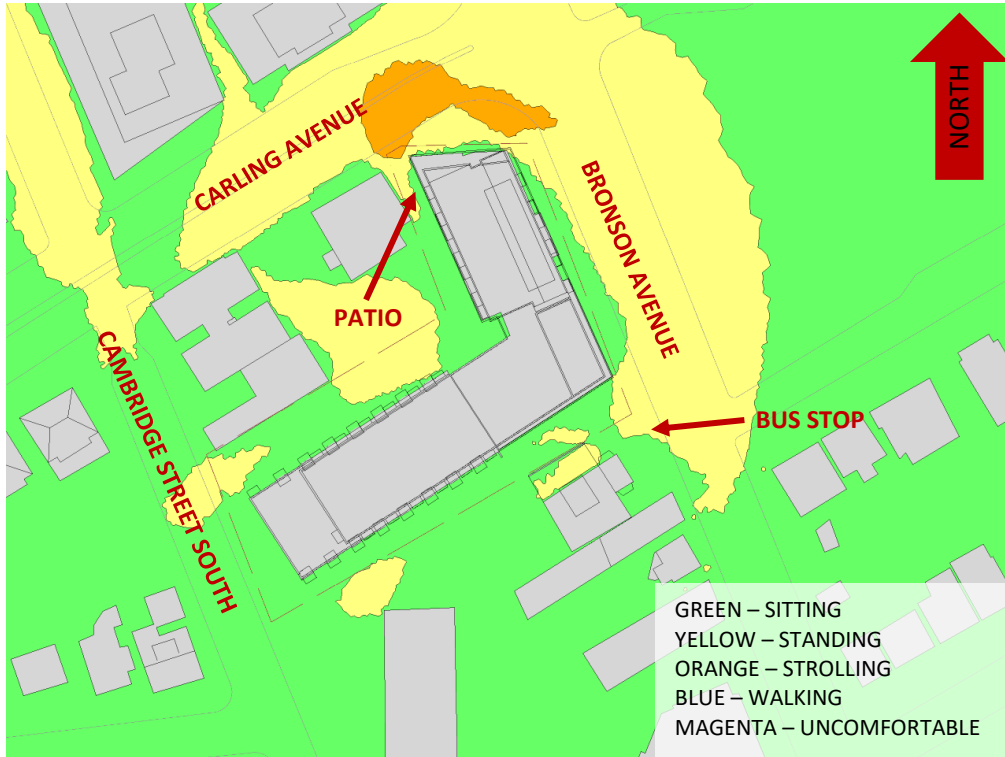 NORTH
CARLING AVENUE
BRONSON AVENUE
PATIO
BUS STOP
CAMBRIDGE STREET SOUTH
GREEN – SITTING
YELLOW – STANDING
ORANGE – STROLLING
BLUE – WALKING
MAGENTA – UNCOMFORTABLE